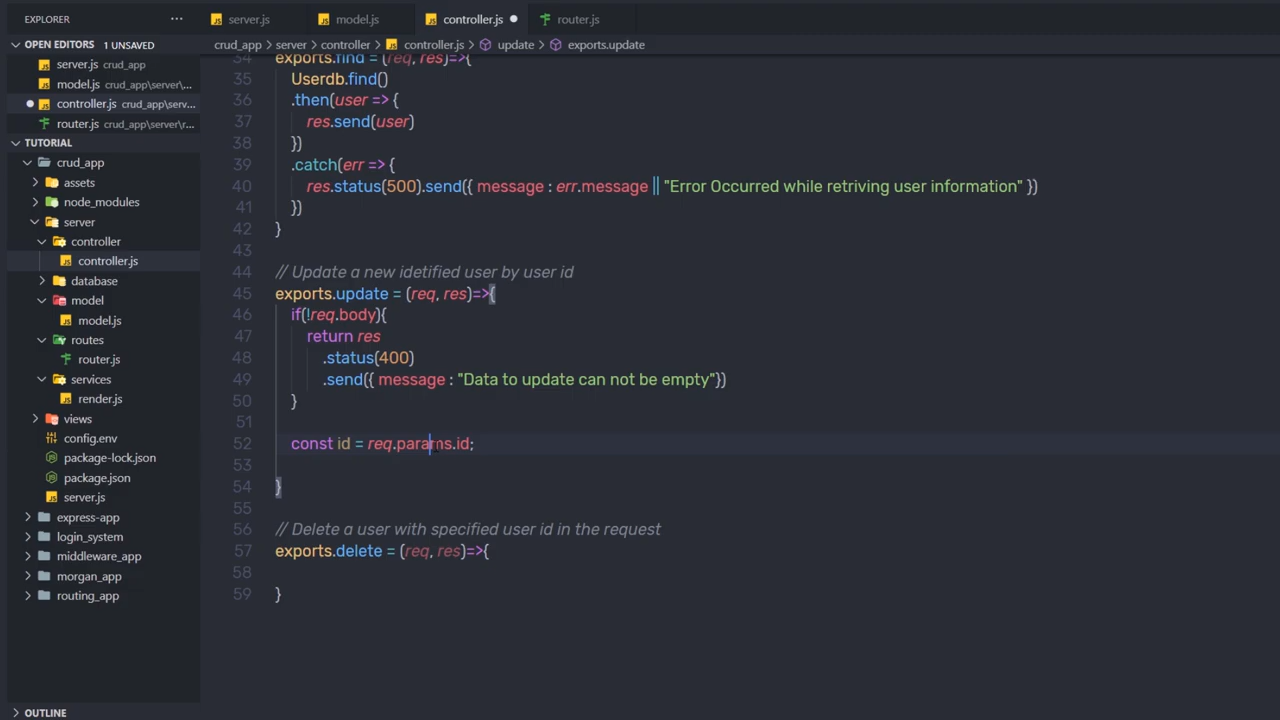 EXPLORER ...
OPEN EDITORS 1 UNSAVED
server.js crud_app
model.js crud_app\server\...
controller.js crud_app\serv...
router.js crud_app\server\r...
TUTORIAL
crud_app
assets
node_modules
server
controller
controller.js
database
model
model.js
routes
router.js
services
render.js
views
config.env
package-lock.json
package.json
server.js
express-app
login_system
middleware_app
morgan_app
routing_app
OUTLINE
server.js model.js controller.js router.js
crud_app > server > controller > controller.js > update > exports.update
34 exports.find = (req, res)=>{
35 Userdb.find()
36 .then(user => {
37 res.send(user)
38 })
39 .catch(err => {
40 res.status(500).send({ message : err.message || "Error Occurred while retriving user information" })
41 })
42 }
43
44 // Update a new idetified user by user id
45 exports.update = (req, res)=>{
46 if(!req.body){
47 return res
48 .status(400)
49 .send({ message : "Data to update can not be empty"})
50 }
51
52 const id = req.params.id;
53
54 }
55
56 // Delete a user with specified user id in the request
57 exports.delete = (req, res)=>{
58
59 }